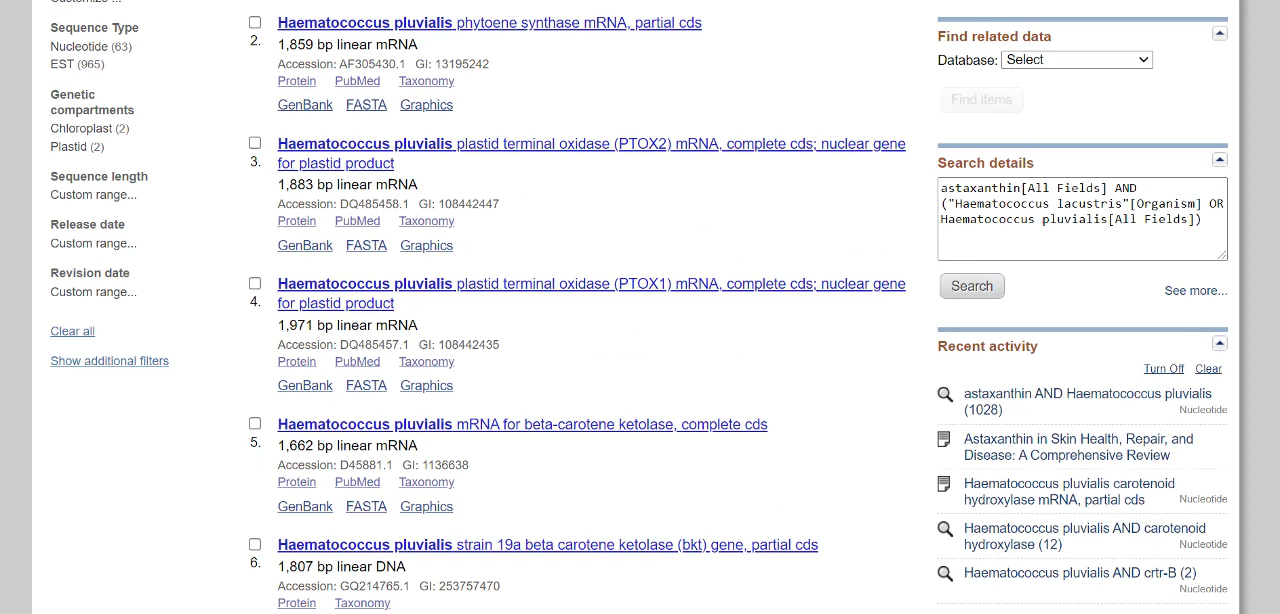 Customize ...
Sequence Type
Nucleotide (63)
EST (965)
Genetic
compartments
Chloroplast (2)
Plastid (2)
Sequence length
Custom range...
Release date
Custom range...
Revision date
Custom range...
Clear all
Show additional filters
Haematococcus pluvialis phytoene synthase mRNA, partial cds
2.
1,859 bp linear mRNA
Accession: AF305430.1 GI: 13195242
Protein PubMed Taxonomy
GenBank FASTA Graphics
Haematococcus pluvialis plastid terminal oxidase (PTOX2) mRNA, complete cds; nuclear gene
3.
for plastid product
1,883 bp linear mRNA
Accession: DQ485458.1 GI: 108442447
Protein PubMed Taxonomy
GenBank FASTA Graphics
Haematococcus pluvialis plastid terminal oxidase (PTOX1) mRNA, complete cds; nuclear gene
4.
for plastid product
1,971 bp linear mRNA
Accession: DQ485457.1 GI: 108442435
Protein PubMed Taxonomy
GenBank FASTA Graphics
Haematococcus pluvialis mRNA for beta-carotene ketolase, complete cds
5.
1,662 bp linear mRNA
Accession: D45881.1 GI: 1136638
Protein PubMed Taxonomy
GenBank FASTA Graphics
Haematococcus pluvialis strain 19a beta carotene ketolase (bkt) gene, partial cds
6.
1,807 bp linear DNA
Accession: GQ214765.1 GI: 253757470
Protein Taxonomy
Find related data
Database: Select
Find items
Search details
astaxanthin[All Fields] AND
("Haematococcus lacustris"[Organism] OR
Haematococcus pluvialis[All Fields])
Search
See more...
Recent activity
Turn Off Clear
astaxanthin AND Haematococcus pluvialis
(1028)
Nucleotide
Astaxanthin in Skin Health, Repair, and
Disease: A Comprehensive Review
Haematococcus pluvialis carotenoid
hydroxylase mRNA, partial cds
Nucleotide
Haematococcus pluvialis AND carotenoid
hydroxylase (12)
Nucleotide
Haematococcus pluvialis AND crtr-B (2)
Nucleotide